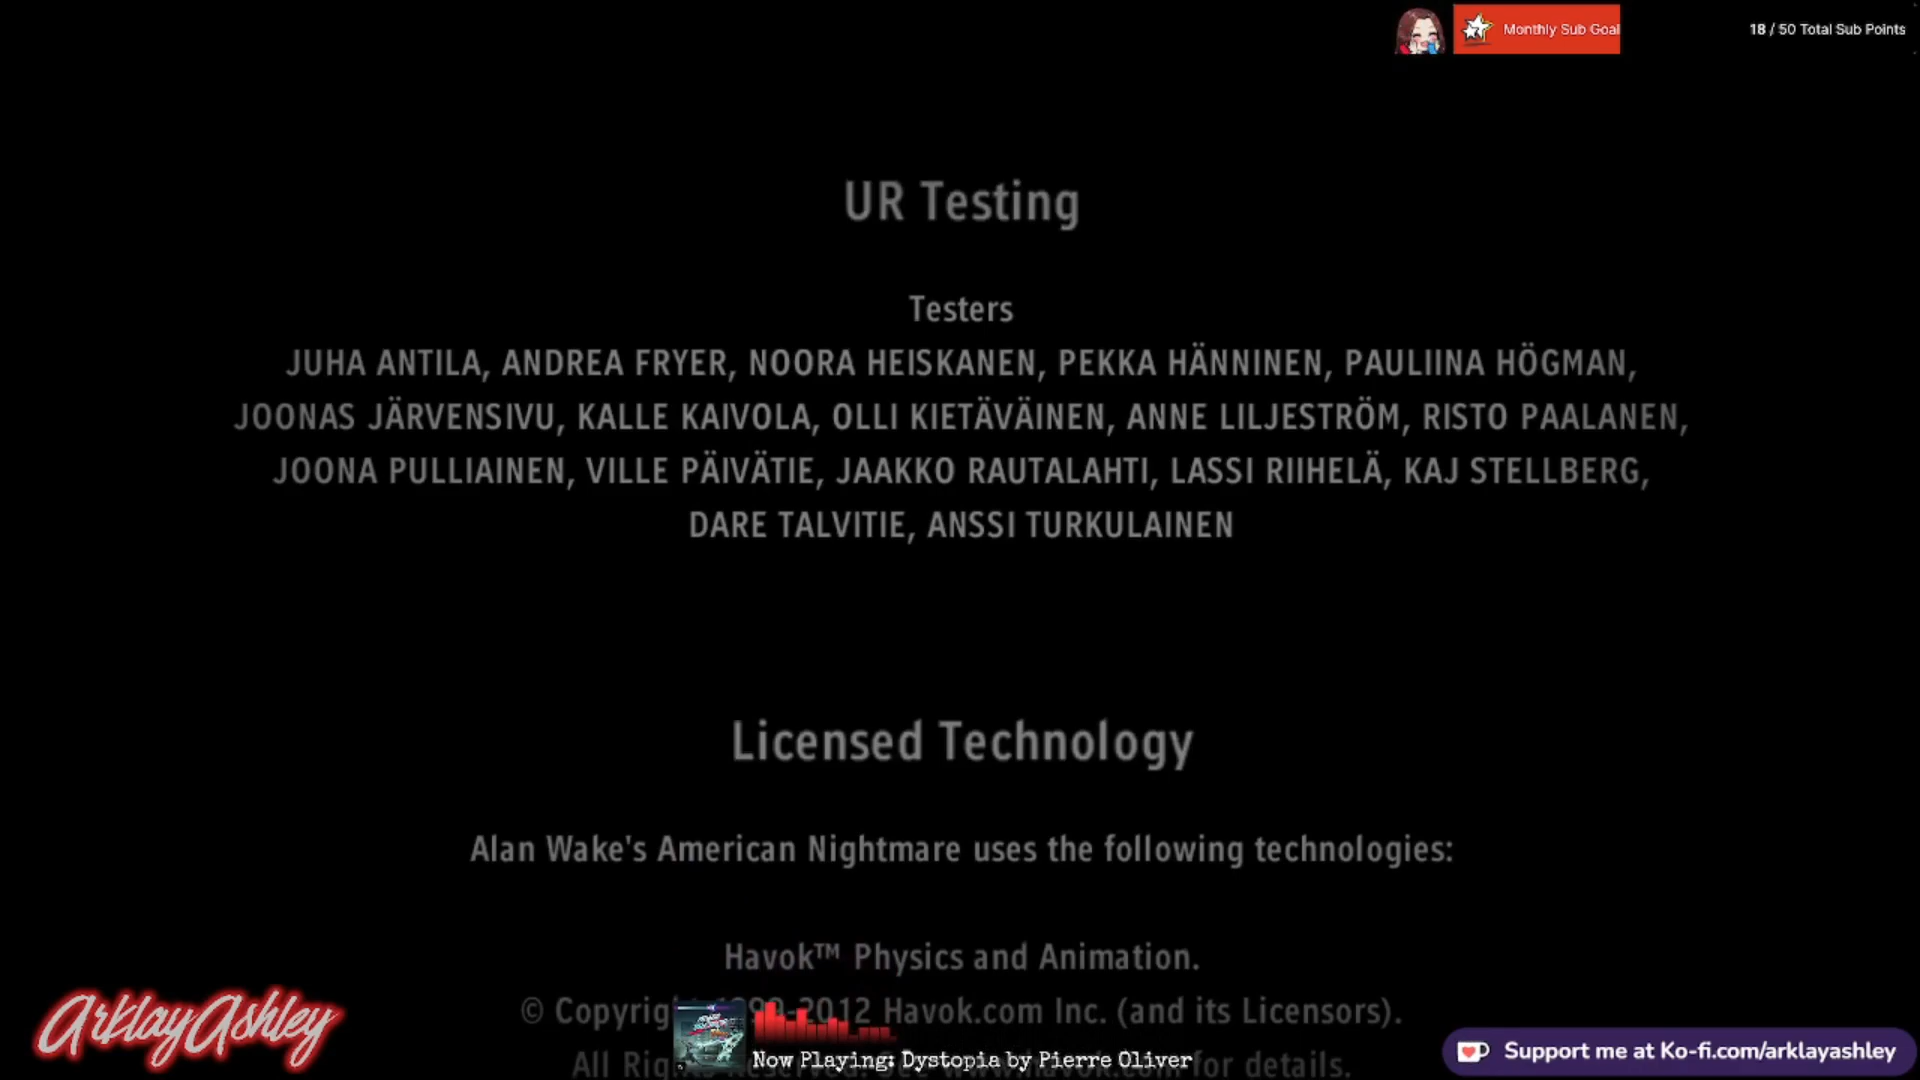 Monthly Sub Goal
18 / 50 Total Sub Points
UR Testing
Testers
JUHA ANTILA, ANDREA FRYER, NOORA HEISKANEN, PEKKA HÄNNINEN, PAULIINA HÖGMAN,
JOONAS JÄRVENSIVU, KALLE KAIVOLA, OLLI KIETÄVÄINEN, ANNE LILJESTRÖM, RISTO PAALANEN,
JOONA PULLIAINEN, VILLE PÄIVÄTIE, JAAKKO RAUTALAHTI, LASSI RIIHELÄ, KAJ STELLBERG,
DARE TALVITIE, ANSSI TURKULAINEN
Licensed Technology
Alan Wake's American Nightmare uses the following technologies:
Havok™ Physics and Animation.
© 2012 Havok.com Inc. (and its Licensors).
All for details.
Now Playing: Dystopia by Pierre Oliver
ArklayAshley
Support me at Ko-fi.com/arklayashley